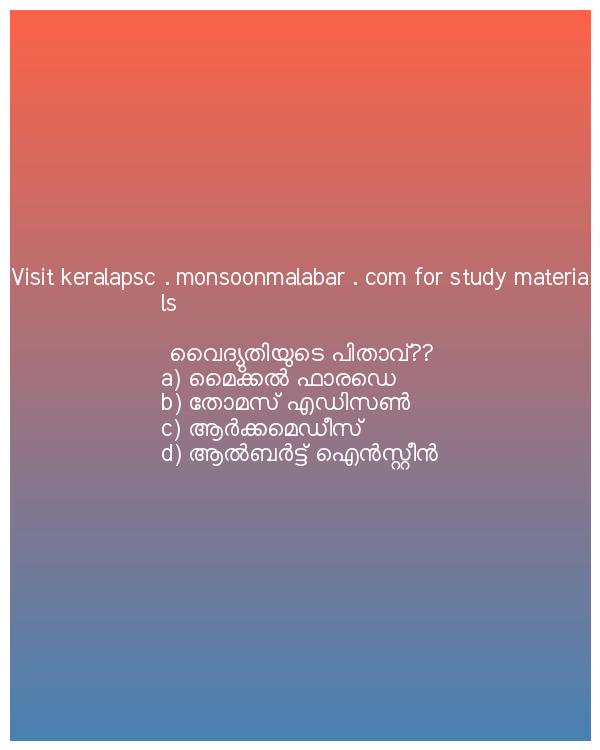 Visit keralapsc . monsoonmalabar . com for study materia
ls
വൈദ്യുതിയുടെ പിതാവ്??
a) മൈക്കൽ ഫാരഡെ
b) തോമസ് എഡിസൺ
c) ആർക്കമെഡീസ്
d) ആൽബർട്ട് ഐൻസ്റ്റീൻ